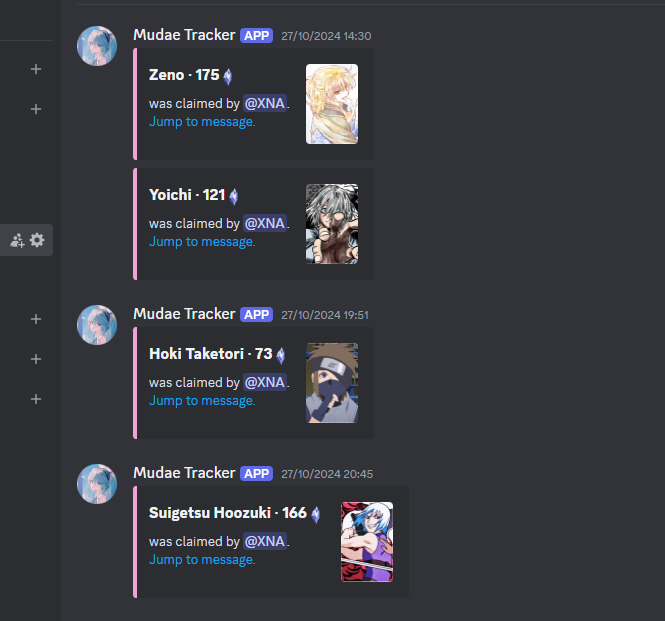 Mudae Tracker APP 27/10/2024 14:30
Zeno · 175
was claimed by @XNA.
Jump to message.
Yoichi · 121
was claimed by @XNA.
Jump to message.
Mudae Tracker APP 27/10/2024 19:51
Hoki Taketori · 73
was claimed by @XNA.
Jump to message.
Mudae Tracker APP 27/10/2024 20:45
Suigetsu Hoozuki · 166
was claimed by @XNA.
Jump to message.